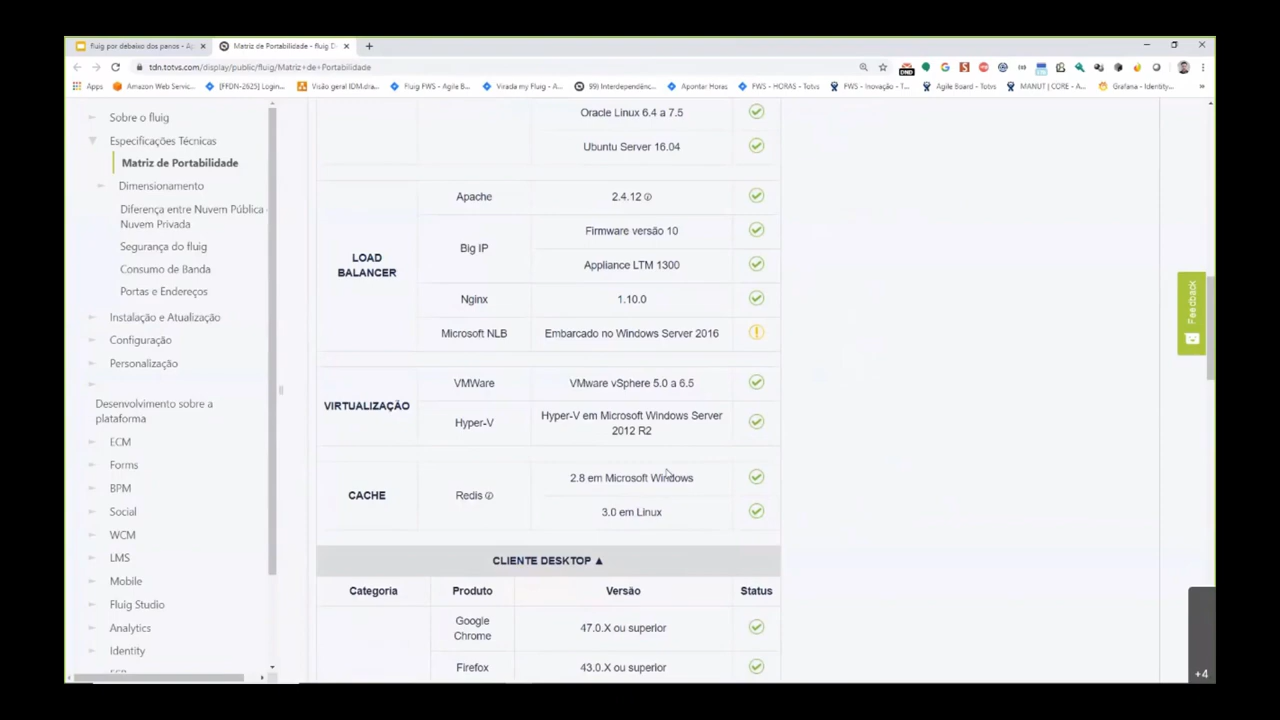 fluig por debaixo dos panos - Ap
Matriz de Portabilidade - fluig D
tdn.totvs.com/display/public/fluig/Matriz+de+Portabilidade
DND
Apps
Amazon Web Servic...
[FFDN-2625] Login...
Visão geral IDM.dra...
Fluig FWS - Agile B...
Virada my Fluig - A...
99) Interdependênc...
Apontar Horas
FWS - HORAS - Totvs
FWS - Inovação - T...
Agile Board - Totvs
MANUT | CORE - A...
Grafana - Identity...
Sobre o fluig
Especificações Técnicas
Matriz de Portabilidade
Dimensionamento
Diferença entre Nuvem Pública
Nuvem Privada
Segurança do fluig
Consumo de Banda
Portas e Endereços
Instalação e Atualização
Configuração
Personalização
Desenvolvimento sobre a
plataforma
ECM
Forms
BPM
Social
WCM
LMS
Mobile
Fluig Studio
Analytics
Identity
Oracle Linux 6.4 a 7.5
Ubuntu Server 16.04
LOAD
BALANCER
Apache
2.4.12
Big IP
Firmware versão 10
Appliance LTM 1300
Nginx
1.10.0
Microsoft NLB
Embarcado no Windows Server 2016
VIRTUALIZAÇÃO
VMWare
VMware vSphere 5.0 a 6.5
Hyper-V
Hyper-V em Microsoft Windows Server
2012 R2
CACHE
Redis
2.8 em Microsoft Windows
3.0 em Linux
CLIENTE DESKTOP ▲
Categoria
Produto
Versão
Status
Google
Chrome
47.0.X ou superior
Firefox
43.0.X ou superior
Feedback
+4